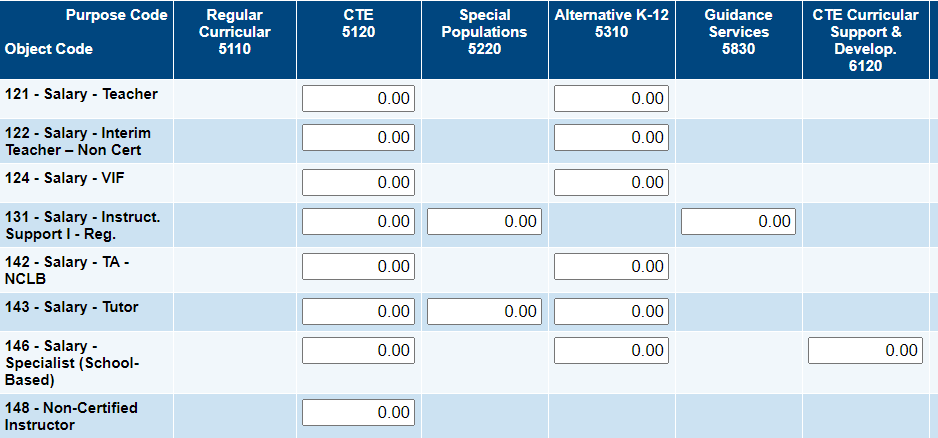 Purpose Code
Object Code
Regular
Curricular
5110
CTE
5120
Special
Populations
5220
Alternative K-12
5310
Guidance
Services
5830
CTE Curricular
Support &
Develop.
6120
121 - Salary - Teacher
0.00
0.00
122 - Salary - Interim
Teacher – Non Cert
0.00
0.00
124 - Salary - VIF
0.00
0.00
131 - Salary - Instruct.
Support I - Reg.
0.00
0.00
0.00
142 - Salary - TA -
NCLB
0.00
0.00
143 - Salary - Tutor
0.00
0.00
0.00
146 - Salary -
Specialist (School-
Based)
0.00
0.00
0.00
148 - Non-Certified
Instructor
0.00